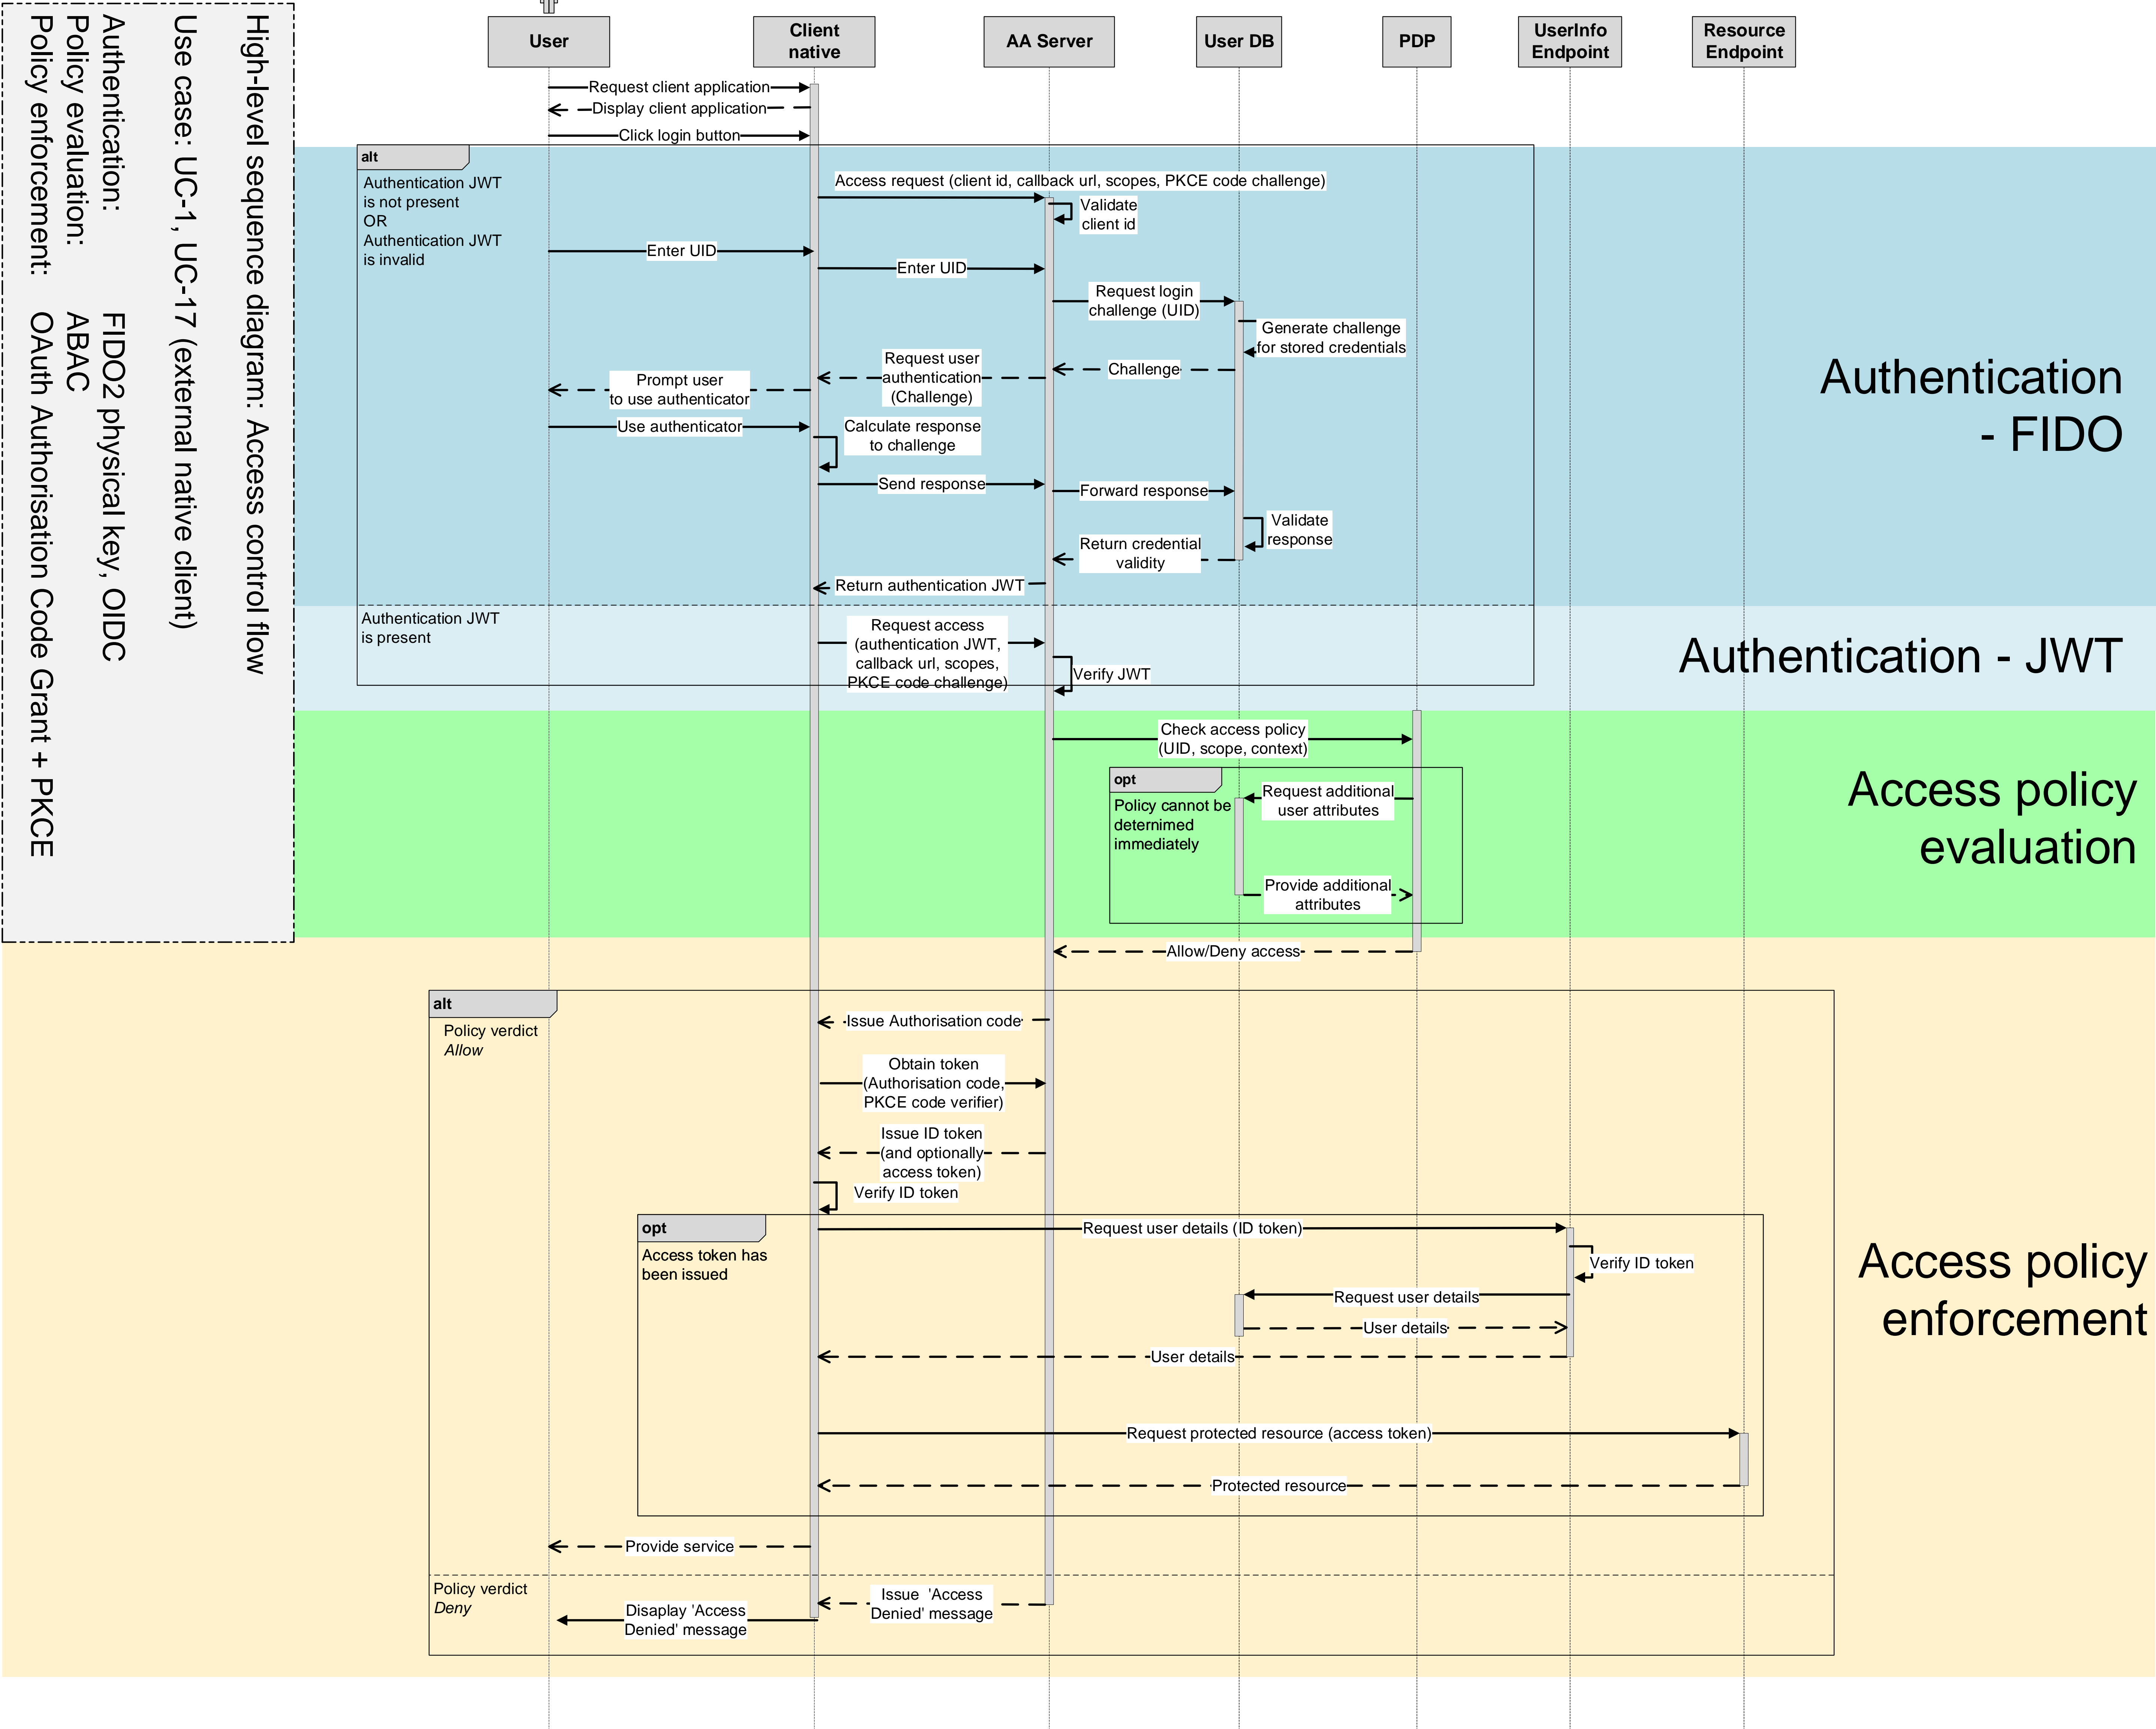 High-level sequence diagram: Access control flow
Use case: UC-1, UC-17 (external native client)
Authentication: FIDO2 physical key, OIDC
Policy evaluation: ABAC
Policy enforcement: OAuth Authorisation Code Grant + PKCE
User
Client
native
AA Server
User DB
PDP
UserInfo
Endpoint
Resource
Endpoint
Request client application
Display client application
Click login button
alt
Authentication JWT
is not present
OR
Authentication JWT
is invalid
Access request (client id, callback url, scopes, PKCE code challenge)
Validate
client id
Enter UID
Enter UID
Request login
challenge (UID)
Generate challenge
for stored credentials
Challenge
Request user
authentication
(Challenge)
Prompt user
to use authenticator
Use authenticator
Calculate response
to challenge
Send response
Forward response
Validate
response
Return credential
validity
Return authentication JWT
Authentication
- FIDO
Authentication JWT
is present
Request access
(authentication JWT,
callback url, scopes,
PKCE code challenge)
Verify JWT
Authentication - JWT
Check access policy
(UID, scope, context)
opt
Policy cannot be
deternimed
immediately
Request additional
user attributes
Provide additional
attributes
Access policy
evaluation
Allow/Deny access
alt
Policy verdict
Allow
Issue Authorisation code
Obtain token
(Authorisation code,
PKCE code verifier)
Issue ID token
(and optionally
access token)
Verify ID token
opt
Access token has
been issued
Request user details (ID token)
Verify ID token
Request user details
User details
User details
Request protected resource (access token)
Protected resource
Access policy
enforcement
Provide service
Policy verdict
Deny
Issue 'Access
Denied' message
Disaplay 'Access
Denied' message